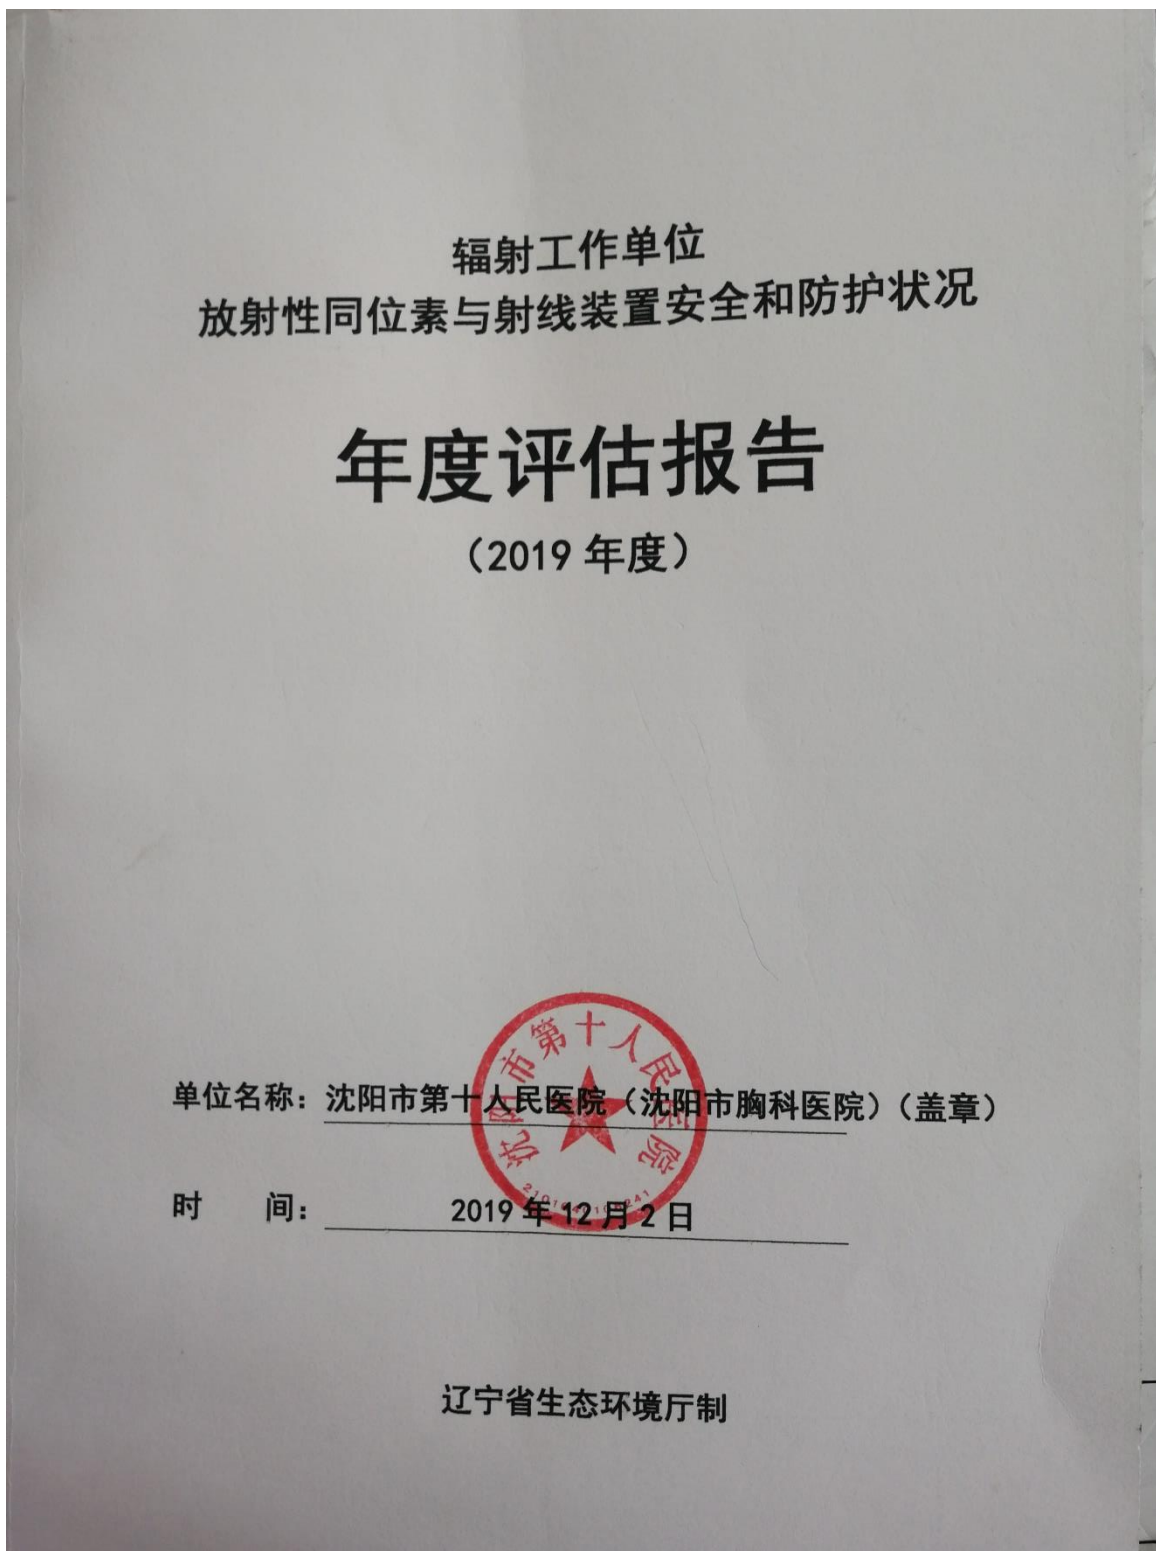 辐射工作单位
放射性同位素与射线装置安全和防护状况
年度评估报告
（2019 年度）
沈阳市第十人民医院
单位名称：沈阳市第十人民医院（沈阳市胸科医院）（盖章）
时 间： 2019 年 12 月 2 日
辽宁省生态环境厅制